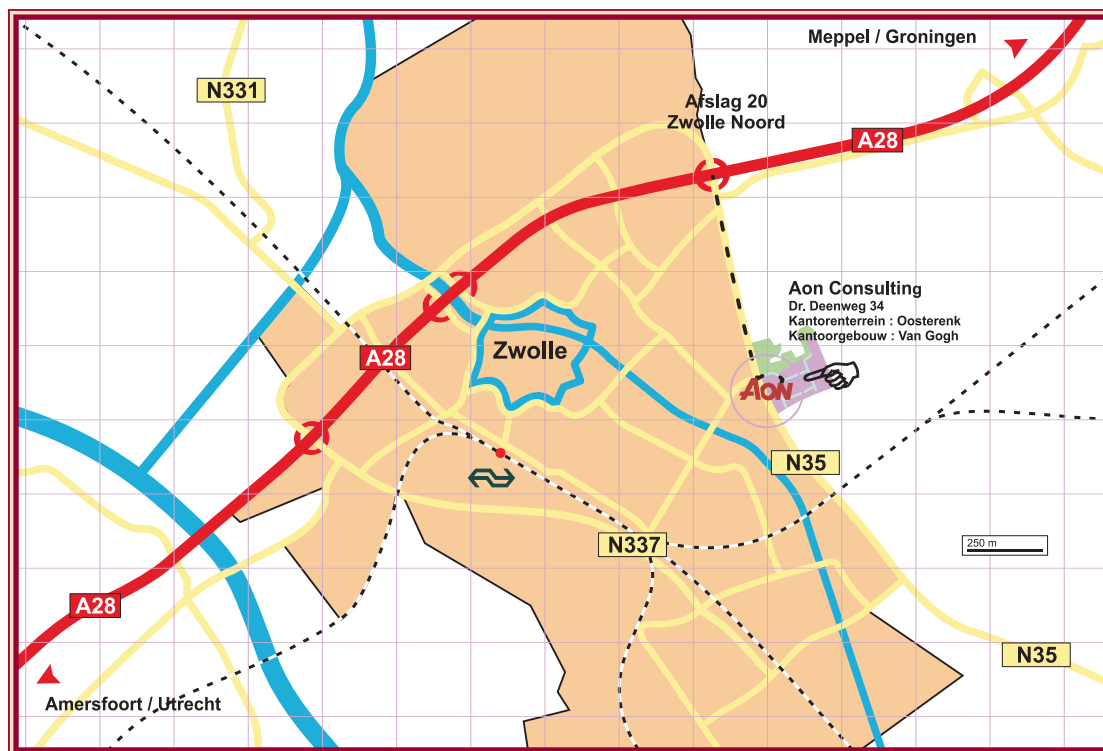 Meppel / Groningen
N331
Afslag 20
Zwolle Noord
A28
Aon Consulting
Dr. Deenweg 34
Kantorenterrein : Oosterenk
Kantoorgebouw : Van Gogh
Zwolle
A28
AON
N35
N337
250 m
A28
N35
Amersfoort / Utrecht